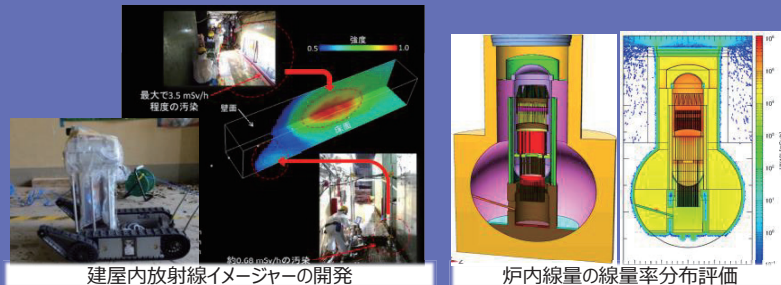 強度
0.5
1.0
最大で3.5 mSv/h
程度の汚染
壁面
床面
約0.68 mSv/hの汚染
建屋内放射線イメージャーの開発
炉内線量の線量率分布評価